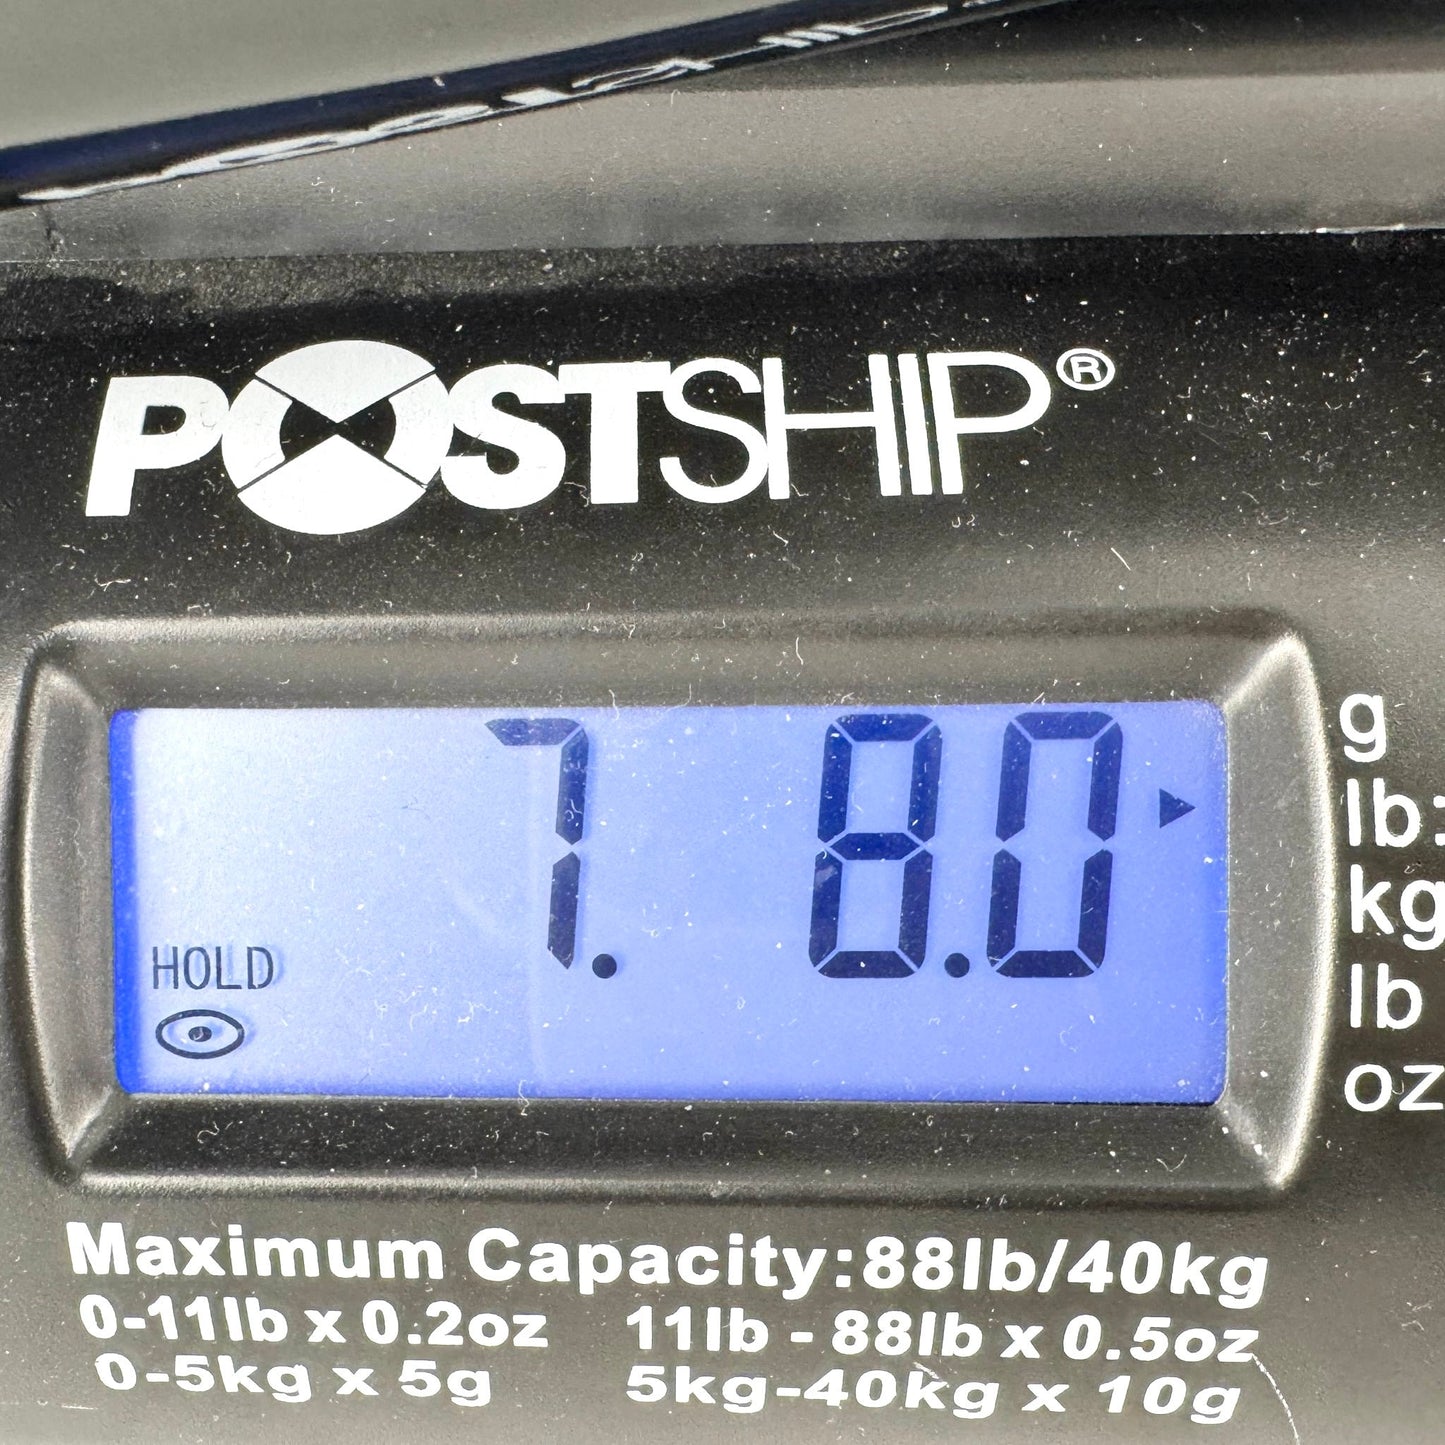 POSTSHIP®
7. 8.0
HOLD
g
lb:
kg
lb
oz
Maximum Capacity:88lb/40kg
0-11lb x 0.2oz 11lb - 88lb x 0.5oz
0-5kg x 5g 5kg-40kg x 10g